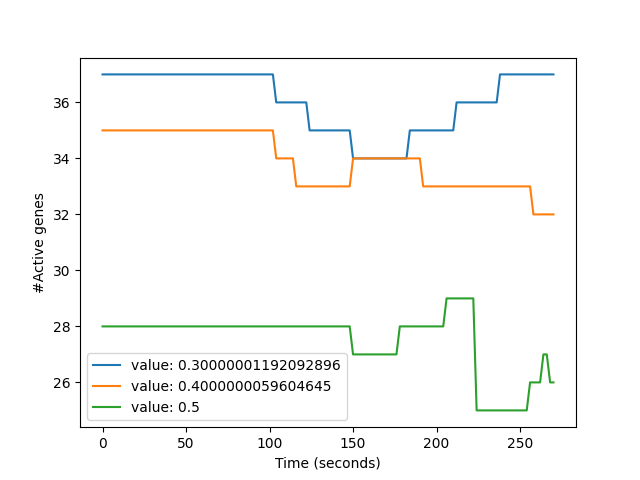 #Active genes
36
34
32
30
28
26
value: 0.30000001192092896
value: 0.4000000059604645
value: 0.5
0 50 100 150 200 250
Time (seconds)